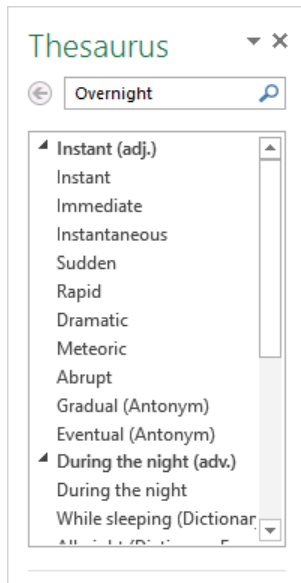 Thesaurus
Overnight
Instant (adj.)
Instant
Immediate
Instantaneous
Sudden
Rapid
Dramatic
Meteoric
Abrupt
Gradual (Antonym)
Eventual (Antonym)
During the night (adv.)
During the night
While sleeping (Dictionar